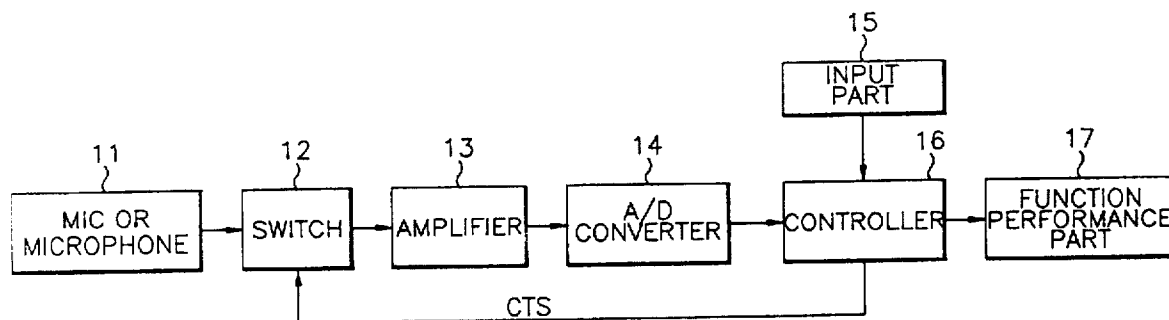 15
INPUT
PART
11
12
13
14
16
17
MiC OR
MICROPHONE
SWITCH
AMPLIFIER
A/D
CONVERTER
CONTROLLER
FUNCTION
PERFORMANCE
PART
CTS